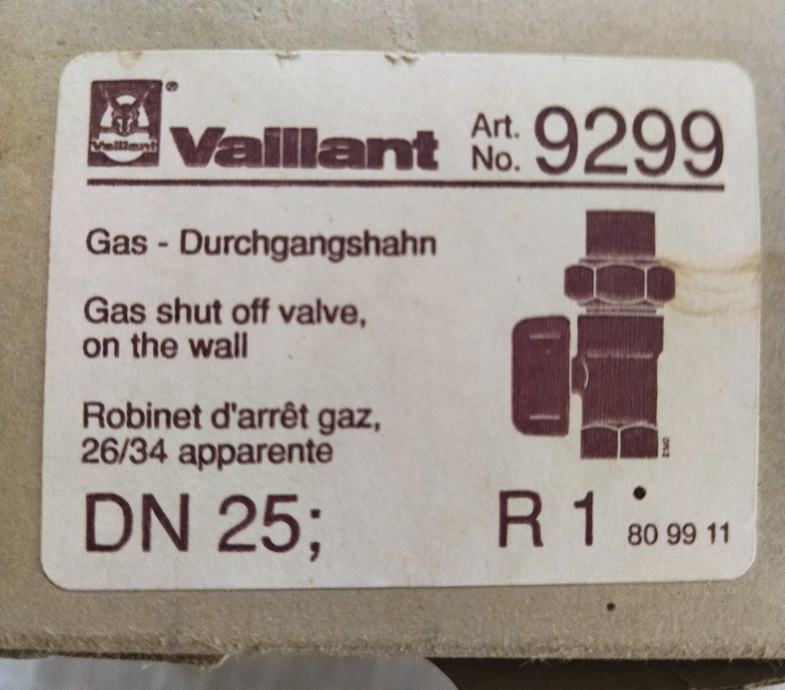 Vaillant
®
Vaillant Art. No. 9299
Gas - Durchgangshahn
Gas shut off valve,
on the wall
Robinet d'arrêt gaz,
26/34 apparente
DN 25; R 1 80 99 11